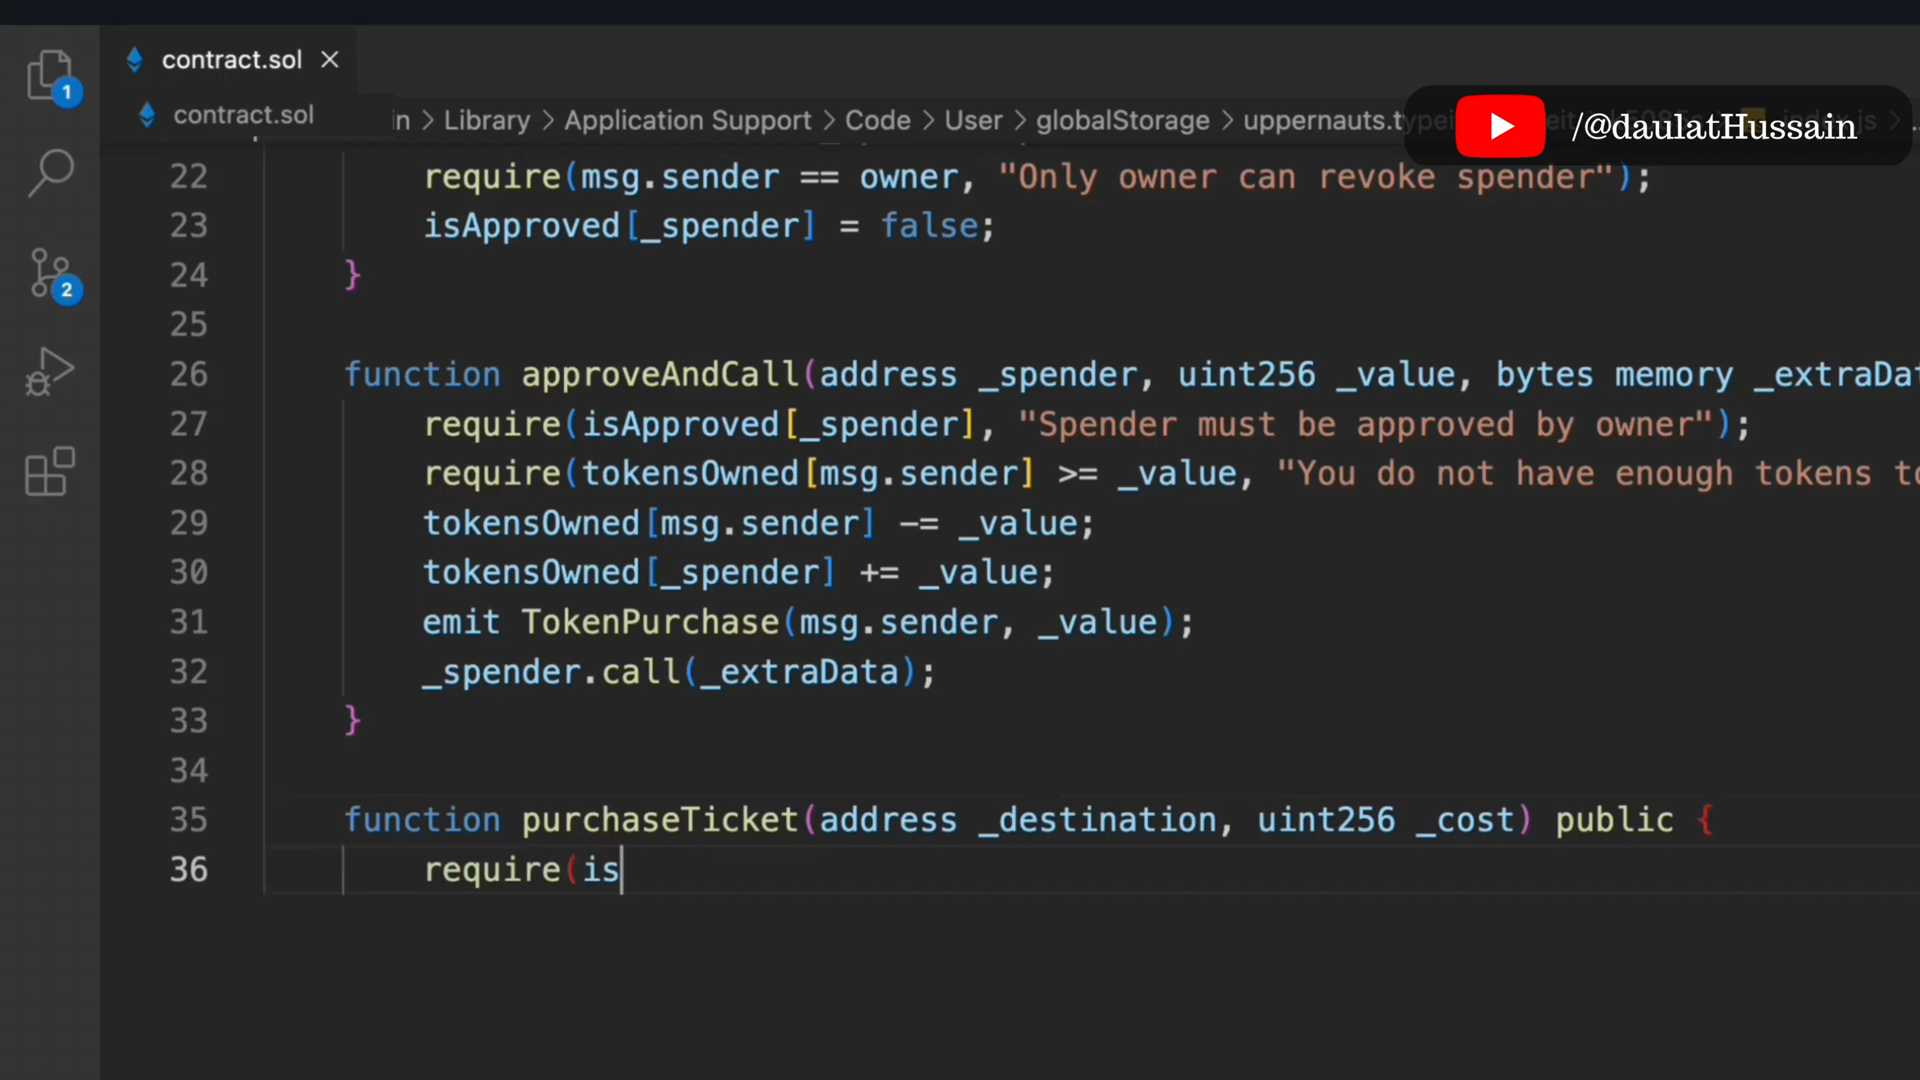 contract.sol
1
contract.sol
in > Library > Application Support > Code > User > globalStorage > uppernauts.
/@daulatHussain
22 require(msg.sender == owner, "Only owner can revoke spender");
23 isApproved[_spender] = false;
24 }
2
25
26 function approveAndCall(address _spender, uint256 _value, bytes memory _extraDat
27 require(isApproved[_spender], "Spender must be approved by owner");
28 require(tokensOwned[msg.sender] >= _value, "You do not have enough tokens to
29 tokensOwned[msg.sender] -= _value;
30 tokensOwned[_spender] += _value;
31 emit TokenPurchase(msg.sender, _value);
32 _spender.call(_extraData);
33 }
34
35 function purchaseTicket(address _destination, uint256 _cost) public {
36 require(is